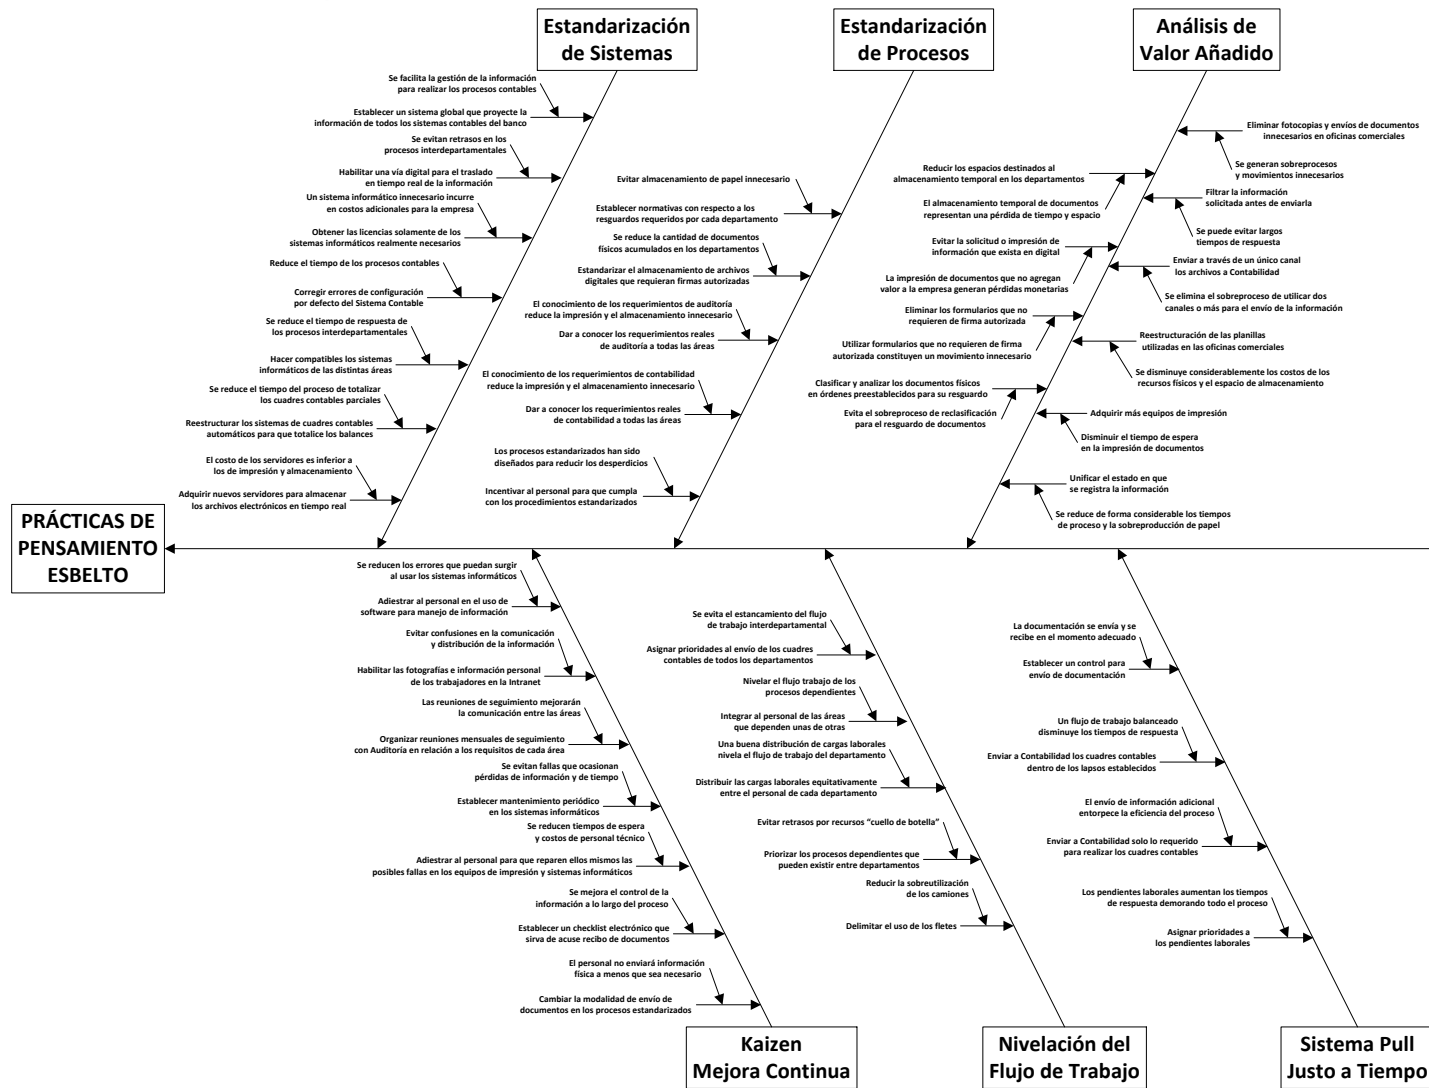 Estandarización
de Sistemas
Se facilita la gestión de la información
para realizar los procesos contables
Establecer un sistema global que proyecte la
información de todos los sistemas contables del banco
Se evitan retrasos en los
procesos interdepartamentales
Habilitar una vía digital para el traslado
en tiempo real de la información
Un sistema informático innecesario incurre
en costos adicionales para la empresa
Obtener las licencias solamente de los
sistemas informáticos realmente necesarios
Reduce el tiempo de los procesos contables
Corregir errores de configuración
por defecto del Sistema Contable
Se reduce el tiempo de respuesta de
los procesos interdepartamentales
Hacer compatibles los sistemas
informáticos de las distintas áreas
Se reduce el tiempo del proceso de totalizar
los cuadres contables parciales
Reestructurar los sistemas de cuadres contables
automáticos para que totalice los balances
El costo de los servidores es inferior a
los de impresión y almacenamiento
Adquirir nuevos servidores para almacenar
los archivos electrónicos en tiempo real
Estandarización
de Procesos
Evitar almacenamiento de papel innecesario
Establecer normativas con respecto a los
resguardos requeridos por cada departamento
Se reduce la cantidad de documentos
físicos acumulados en los departamentos
Estandarizar el almacenamiento de archivos
digitales que requieran firmas autorizadas
El conocimiento de los requerimientos de auditoría
reduce la impresión y el almacenamiento innecesario
Dar a conocer los requerimientos reales
de auditoría a todas las áreas
El conocimiento de los requerimientos de contabilidad
reduce la impresión y el almacenamiento innecesario
Dar a conocer los requerimientos reales
de contabilidad a todas las áreas
Los procesos estandarizados han sido
diseñados para reducir los desperdicios
Incentivar al personal para que cumpla
con los procedimientos estandarizados
Análisis de
Valor Añadido
Eliminar fotocopias y envíos de documentos
innecesarios en oficinas comerciales
Se generan sobreprocesos
y movimientos innecesarios
Reducir los espacios destinados al
almacenamiento temporal en los departamentos
El almacenamiento temporal de documentos
representan una pérdida de tiempo y espacio
Filtrar la información
solicitada antes de enviarla
Se puede evitar largos
tiempos de respuesta
Evitar la solicitud o impresión de
información que exista en digital
La impresión de documentos que no agregan
valor a la empresa generan pérdidas monetarias
Enviar a través de un único canal
los archivos a Contabilidad
Se elimina el sobreproceso de utilizar dos
canales o más para el envío de la información
Eliminar los formularios que no
requieren de firma autorizada
Utilizar formularios que no requieren de firma
autorizada constituyen un movimiento innecesario
Reestructuración de las planillas
utilizadas en las oficinas comerciales
Se disminuye considerablemente los costos de los
recursos físicos y el espacio de almacenamiento
Clasificar y analizar los documentos físicos
en órdenes preestablecidos para su resguardo
Evita el sobreproceso de reclasificación
para el resguardo de documentos
Adquirir más equipos de impresión
Disminuir el tiempo de espera
en la impresión de documentos
Unificar el estado en que
se registra la información
Se reduce de forma considerable los tiempos
de proceso y la sobreproducción de papel
PRÁCTICAS DE
PENSAMIENTO
ESBELTO
Se reducen los errores que puedan surgir
al usar los sistemas informáticos
Adiestrar al personal en el uso de
software para manejo de información
Evitar confusiones en la comunicación
y distribución de la información
Habilitar las fotografías e información personal
de los trabajadores en la Intranet
Las reuniones de seguimiento mejorarán
la comunicación entre las áreas
Organizar reuniones mensuales de seguimiento
con Auditoría en relación a los requisitos de cada área
Se evitan fallas que ocasionan
pérdidas de información y de tiempo
Establecer mantenimiento periódico
en los sistemas informáticos
Se reducen tiempos de espera
y costos de personal técnico
Adiestrar al personal para que reparen ellos mismos las
posibles fallas en los equipos de impresión y sistemas informáticos
Se mejora el control de la
información a lo largo del proceso
Establecer un checklist electrónico que
sirva de acuse recibo de documentos
El personal no enviará información
física a menos que sea necesario
Cambiar la modalidad de envío de
documentos en los procesos estandarizados
Kaizen
Mejora Continua
Se evita el estancamiento del flujo
de trabajo interdepartamental
Asignar prioridades al envío de los cuadres
contables de todos los departamentos
Nivelar el flujo trabajo de los
procesos dependientes
Integrar al personal de las áreas
que dependen unas de otras
Una buena distribución de cargas laborales
nivela el flujo de trabajo del departamento
Distribuir las cargas laborales equitativamente
entre el personal de cada departamento
Evitar retrasos por recursos “cuello de botella”
Priorizar los procesos dependientes que
pueden existir entre departamentos
Reducir la sobreutilización
de los camiones
Delimitar el uso de los fletes
Nivelación del
Flujo de Trabajo
La documentación se envía y se
recibe en el momento adecuado
Establecer un control para
envío de documentación
Un flujo de trabajo balanceado
disminuye los tiempos de respuesta
Enviar a Contabilidad los cuadres contables
dentro de los lapsos establecidos
El envío de información adicional
entorpece la eficiencia del proceso
Enviar a Contabilidad solo lo requerido
para realizar los cuadres contables
Los pendientes laborales aumentan los tiempos
de respuesta demorando todo el proceso
Asignar prioridades a
los pendientes laborales
Sistema Pull
Justo a Tiempo